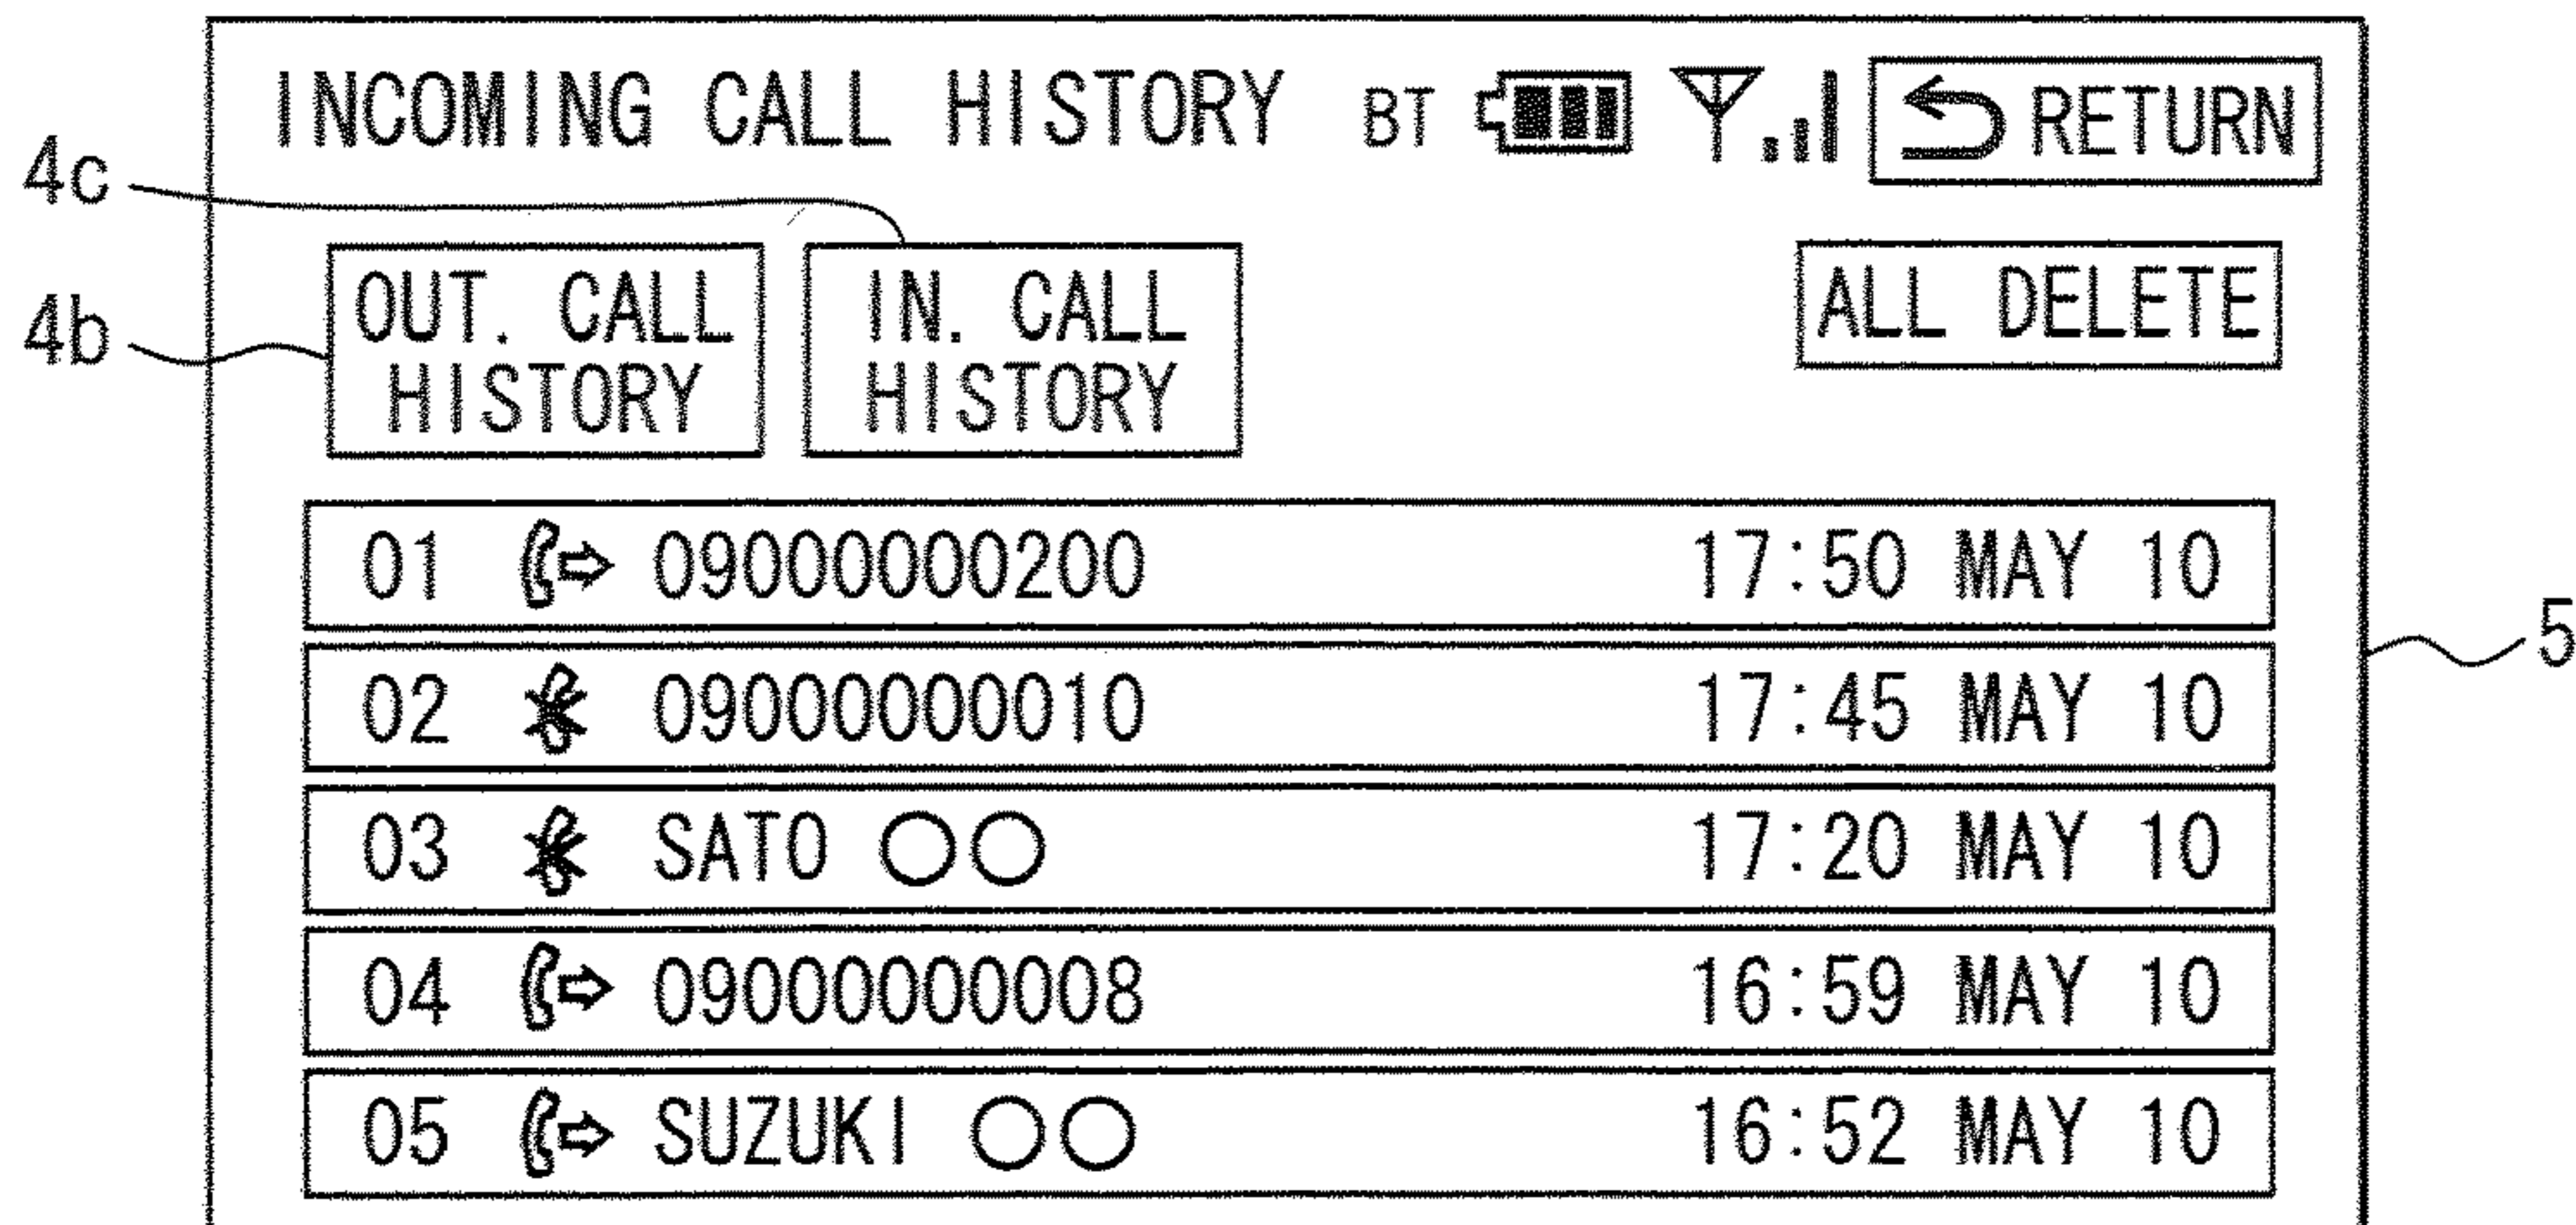 INCOMING CALL HISTORY BT RETURN
4c
OUT. CALL HISTORY
IN. CALL HISTORY
ALL DELETE
4b
01 09000000200 17:50 MAY 10
02 09000000010 17:45 MAY 10
03 SATO ○○ 17:20 MAY 10
04 09000000008 16:59 MAY 10
05 SUZUKI ○○ 16:52 MAY 10
5